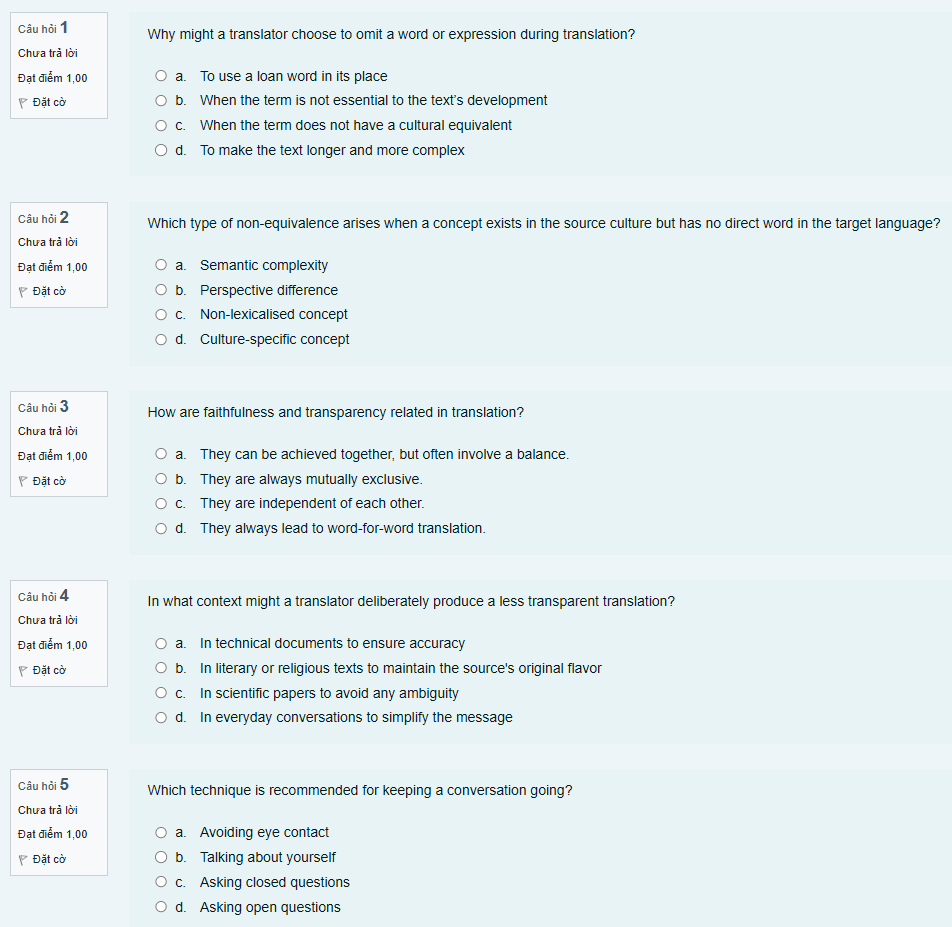 Câu hỏi 1
Chưa trả lời
Đạt điểm 1,00
Đặt cờ
Why might a translator choose to omit a word or expression during translation?
a. To use a loan word in its place
b. When the term is not essential to the text's development
c. When the term does not have a cultural equivalent
d. To make the text longer and more complex
Câu hỏi 2
Chưa trả lời
Đạt điểm 1,00
Đặt cờ
Which type of non-equivalence arises when a concept exists in the source culture but has no direct word in the target language?
a. Semantic complexity
b. Perspective difference
c. Non-lexicalised concept
d. Culture-specific concept
Câu hỏi 3
Chưa trả lời
Đạt điểm 1,00
Đặt cờ
How are faithfulness and transparency related in translation?
a. They can be achieved together, but often involve a balance.
b. They are always mutually exclusive.
c. They are independent of each other.
d. They always lead to word-for-word translation.
Câu hỏi 4
Chưa trả lời
Đạt điểm 1,00
Đặt cờ
In what context might a translator deliberately produce a less transparent translation?
a. In technical documents to ensure accuracy
b. In literary or religious texts to maintain the source's original flavor
c. In scientific papers to avoid any ambiguity
d. In everyday conversations to simplify the message
Câu hỏi 5
Chưa trả lời
Đạt điểm 1,00
Đặt cờ
Which technique is recommended for keeping a conversation going?
a. Avoiding eye contact
b. Talking about yourself
c. Asking closed questions
d. Asking open questions